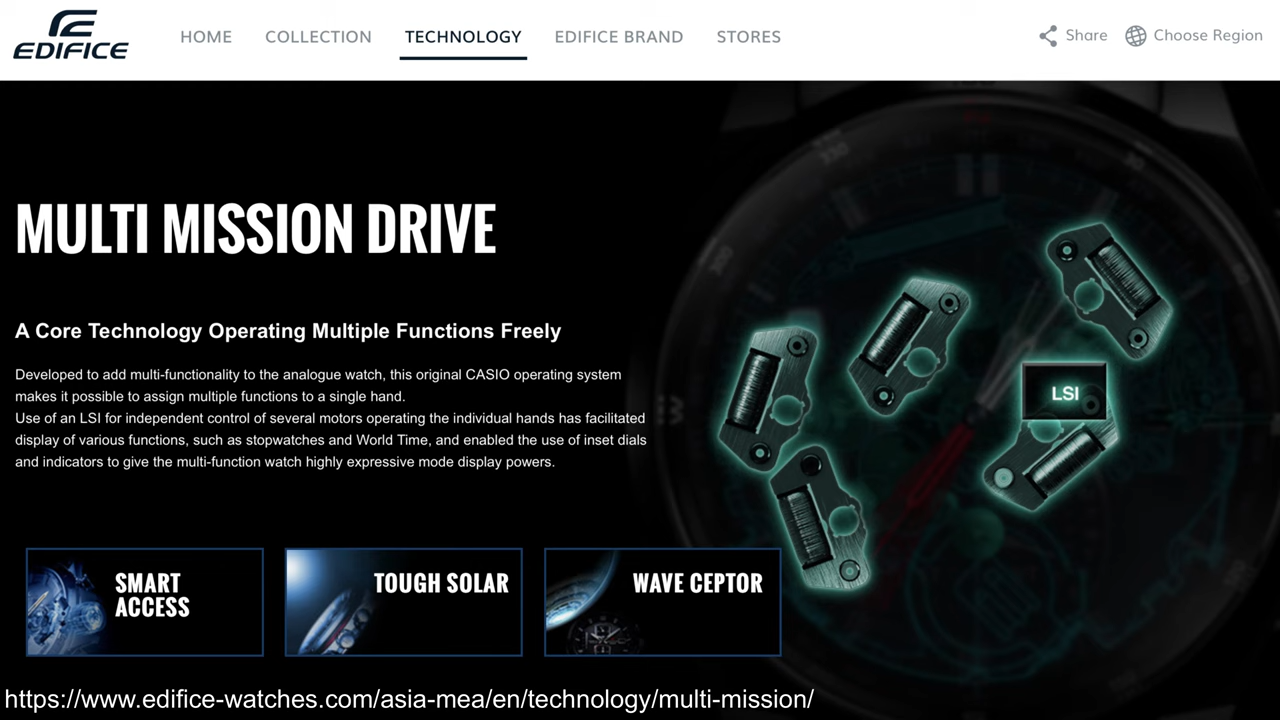 EDIFICE
HOME COLLECTION TECHNOLOGY EDIFICE BRAND STORES
Share Choose Region
MULTI MISSION DRIVE
A Core Technology Operating Multiple Functions Freely
Developed to add multi-functionality to the analogue watch, this original CASIO operating system
makes it possible to assign multiple functions to a single hand.
Use of an LSI for independent control of several motors operating the individual hands has facilitated
display of various functions, such as stopwatches and World Time, and enabled the use of inset dials
and indicators to give the multi-function watch highly expressive mode display powers.
LSI
SMART
ACCESS
TOUGH SOLAR
WAVE CEPTOR
https://www.edifice-watches.com/asia-mea/en/technology/multi-mission/